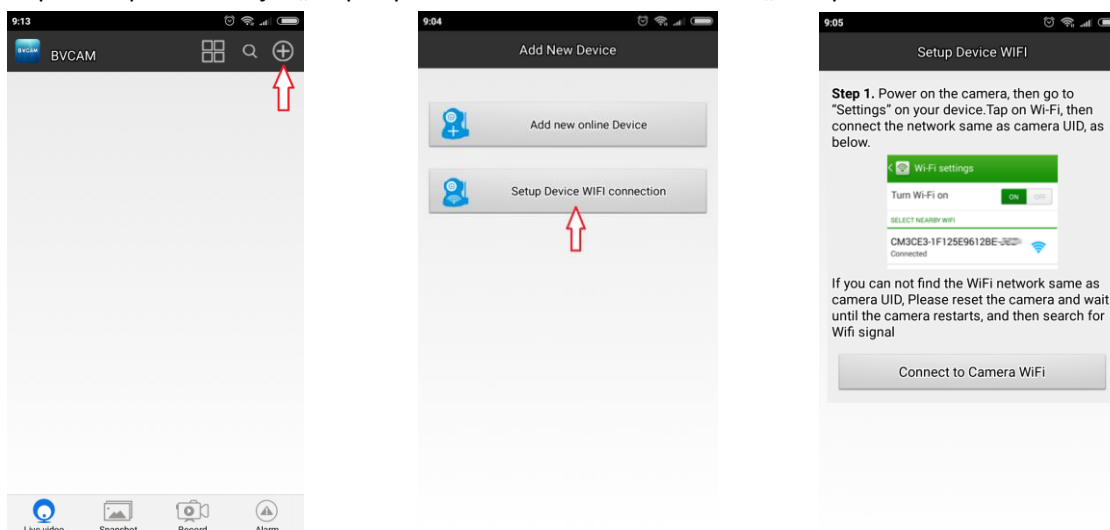 9:13
BVCAM
BVCAM
Live video
Snapshot
Record
Alarm
9:04
Add New Device
Add new online Device
Setup Device WIFI connection
9:05
Setup Device WIFI
Step 1. Power on the camera, then go to
“Settings” on your device.Tap on Wi-Fi, then
connect the network same as camera UID, as
below.
Wi-Fi settings
Turn Wi-Fi on
ON
OFF
SELECT NEARBY WIFI
CM3CE3-1F125E9612BE-
Connected
If you can not find the WiFi network same as
camera UID, Please reset the camera and wait
until the camera restarts, and then search for
Wifi signal
Connect to Camera WiFi